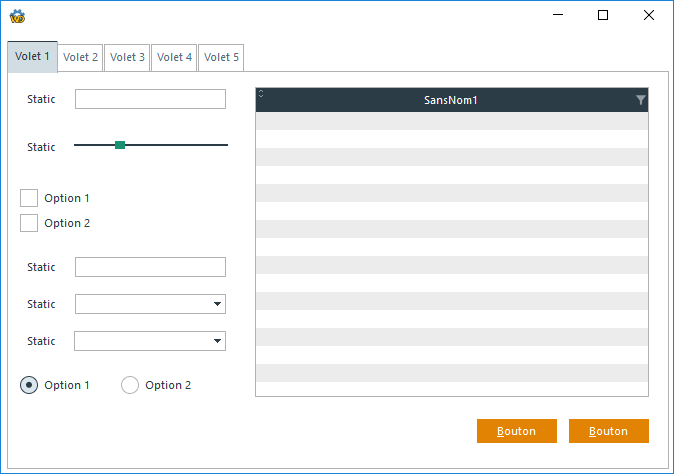 Volet 1 Volet 2 Volet 3 Volet 4 Volet 5
Static
SansNom1
Static
Option 1
Option 2
Static
Static
Static
Option 1 Option 2
Bouton Bouton